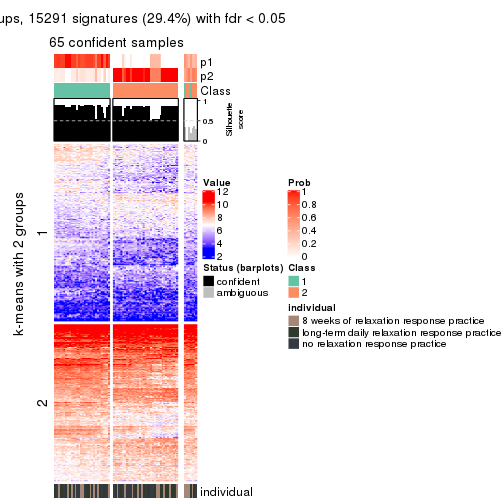 ups, 15291 signatures (29.4%) with fdr < 0.05
65 confident samples
p1
p2
Class
1
0.5
0
Silhouette
score
k-means with 2 groups
1
2
Value
12
10
8
6
4
2
Prob
1
0.8
0.6
0.4
0.2
0
Status (barplots)
confident
ambiguous
Class
1
2
individual
8 weeks of relaxation response practice
long-term daily relaxation response practice
no relaxation response practice
individual